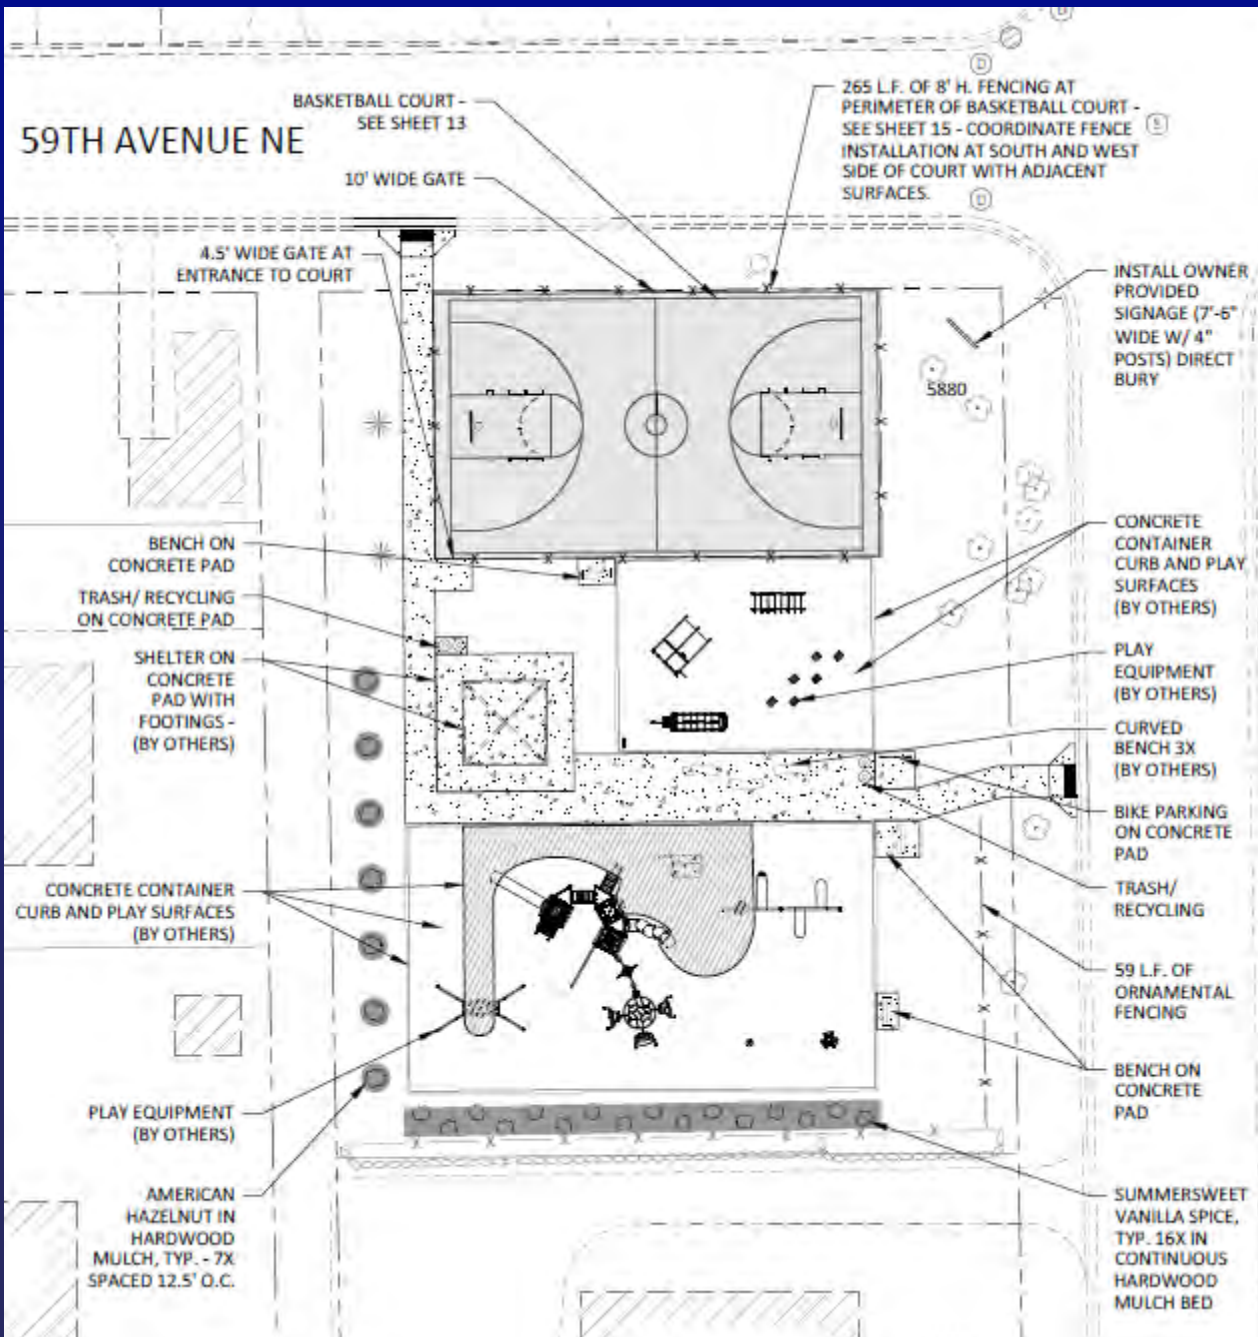 59TH AVENUE NE
BASKETBALL COURT -
SEE SHEET 13
10' WIDE GATE
4.5' WIDE GATE AT
ENTRANCE TO COURT
265 L.F. OF 8' H. FENCING AT
PERIMETER OF BASKETBALL COURT -
SEE SHEET 15 - COORDINATE FENCE
INSTALLATION AT SOUTH AND WEST
SIDE OF COURT WITH ADJACENT
SURFACES.
D
S
D
INSTALL OWNER
PROVIDED
SIGNAGE (7'-6"
WIDE W/ 4"
POSTS) DIRECT
BURY
5880
BENCH ON
CONCRETE PAD
TRASH/ RECYCLING
ON CONCRETE PAD
SHELTER ON
CONCRETE
PAD WITH
FOOTINGS -
(BY OTHERS)
CONCRETE CONTAINER
CURB AND PLAY SURFACES
(BY OTHERS)
PLAY EQUIPMENT
(BY OTHERS)
AMERICAN
HAZELNUT IN
HARDWOOD
MULCH, TYP. - 7X
SPACED 12.5' O.C.
CONCRETE
CONTAINER
CURB AND PLAY
SURFACES
(BY OTHERS)
PLAY
EQUIPMENT
(BY OTHERS)
CURVED
BENCH 3X
(BY OTHERS)
BIKE PARKING
ON CONCRETE
PAD
TRASH/
RECYCLING
59 L.F. OF
ORNAMENTAL
FENCING
BENCH ON
CONCRETE
PAD
SUMMERSWEET
VANILLA SPICE,
TYP. 16X IN
CONTINUOUS
HARDWOOD
MULCH BED